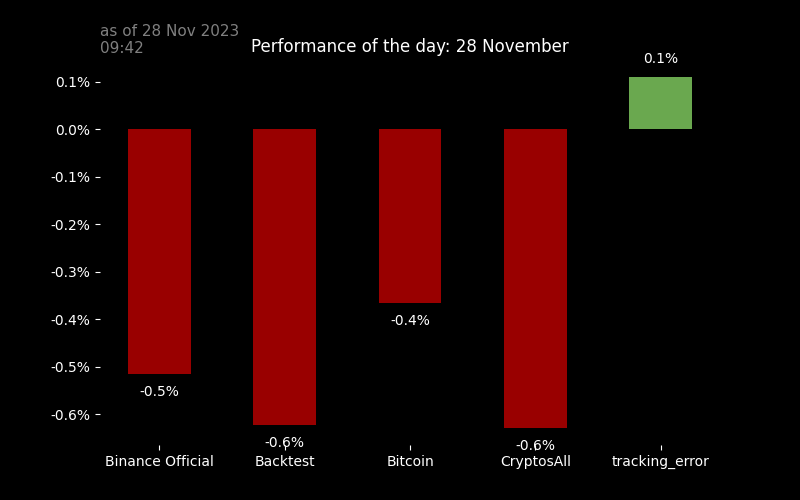 as of 28 Nov 2023
09:42
Performance of the day: 28 November
0.1%
0.1%
0.0%
-0.1%
-0.2%
-0.3%
-0.4%
-0.4%
-0.5%
-0.5%
-0.6%
-0.6%
-0.6%
Binance Official
Backtest
Bitcoin
CryptosAll
tracking_error